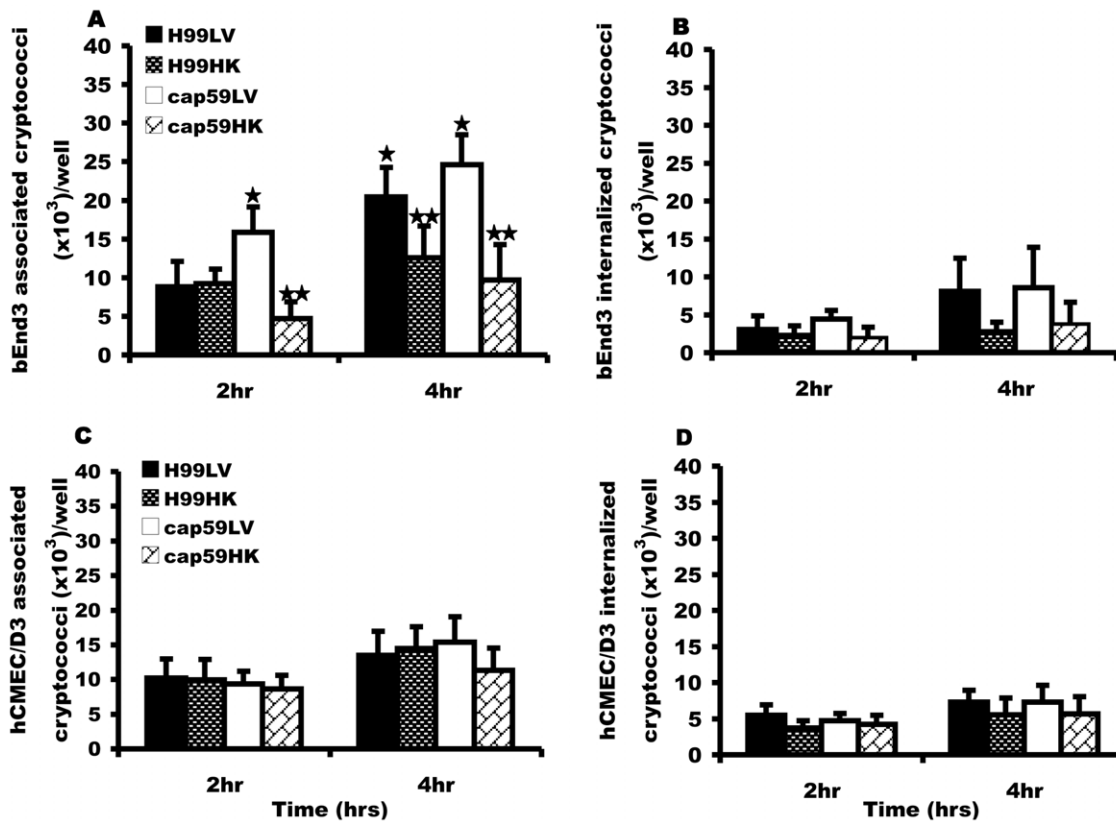 A
bEnd3 associated cryptococci
(x10³)/well
H99LV
H99HK
cap59LV
cap59HK
40
35
30
25
20
15
10
5
0
★
★★
★
★★
★
★★
2hr
4hr
B
bEnd3 internalized cryptococci
(x10³)/well
40
35
30
25
20
15
10
5
0
2hr
4hr
C
hCMEC/D3 associated
cryptococci (x10³)/well
H99LV
H99HK
cap59LV
cap59HK
40
35
30
25
20
15
10
5
0
2hr
4hr
Time (hrs)
D
hCMEC/D3 internalized
cryptococci (x10³)/well
40
35
30
25
20
15
10
5
0
2hr
4hr
Time (hrs)